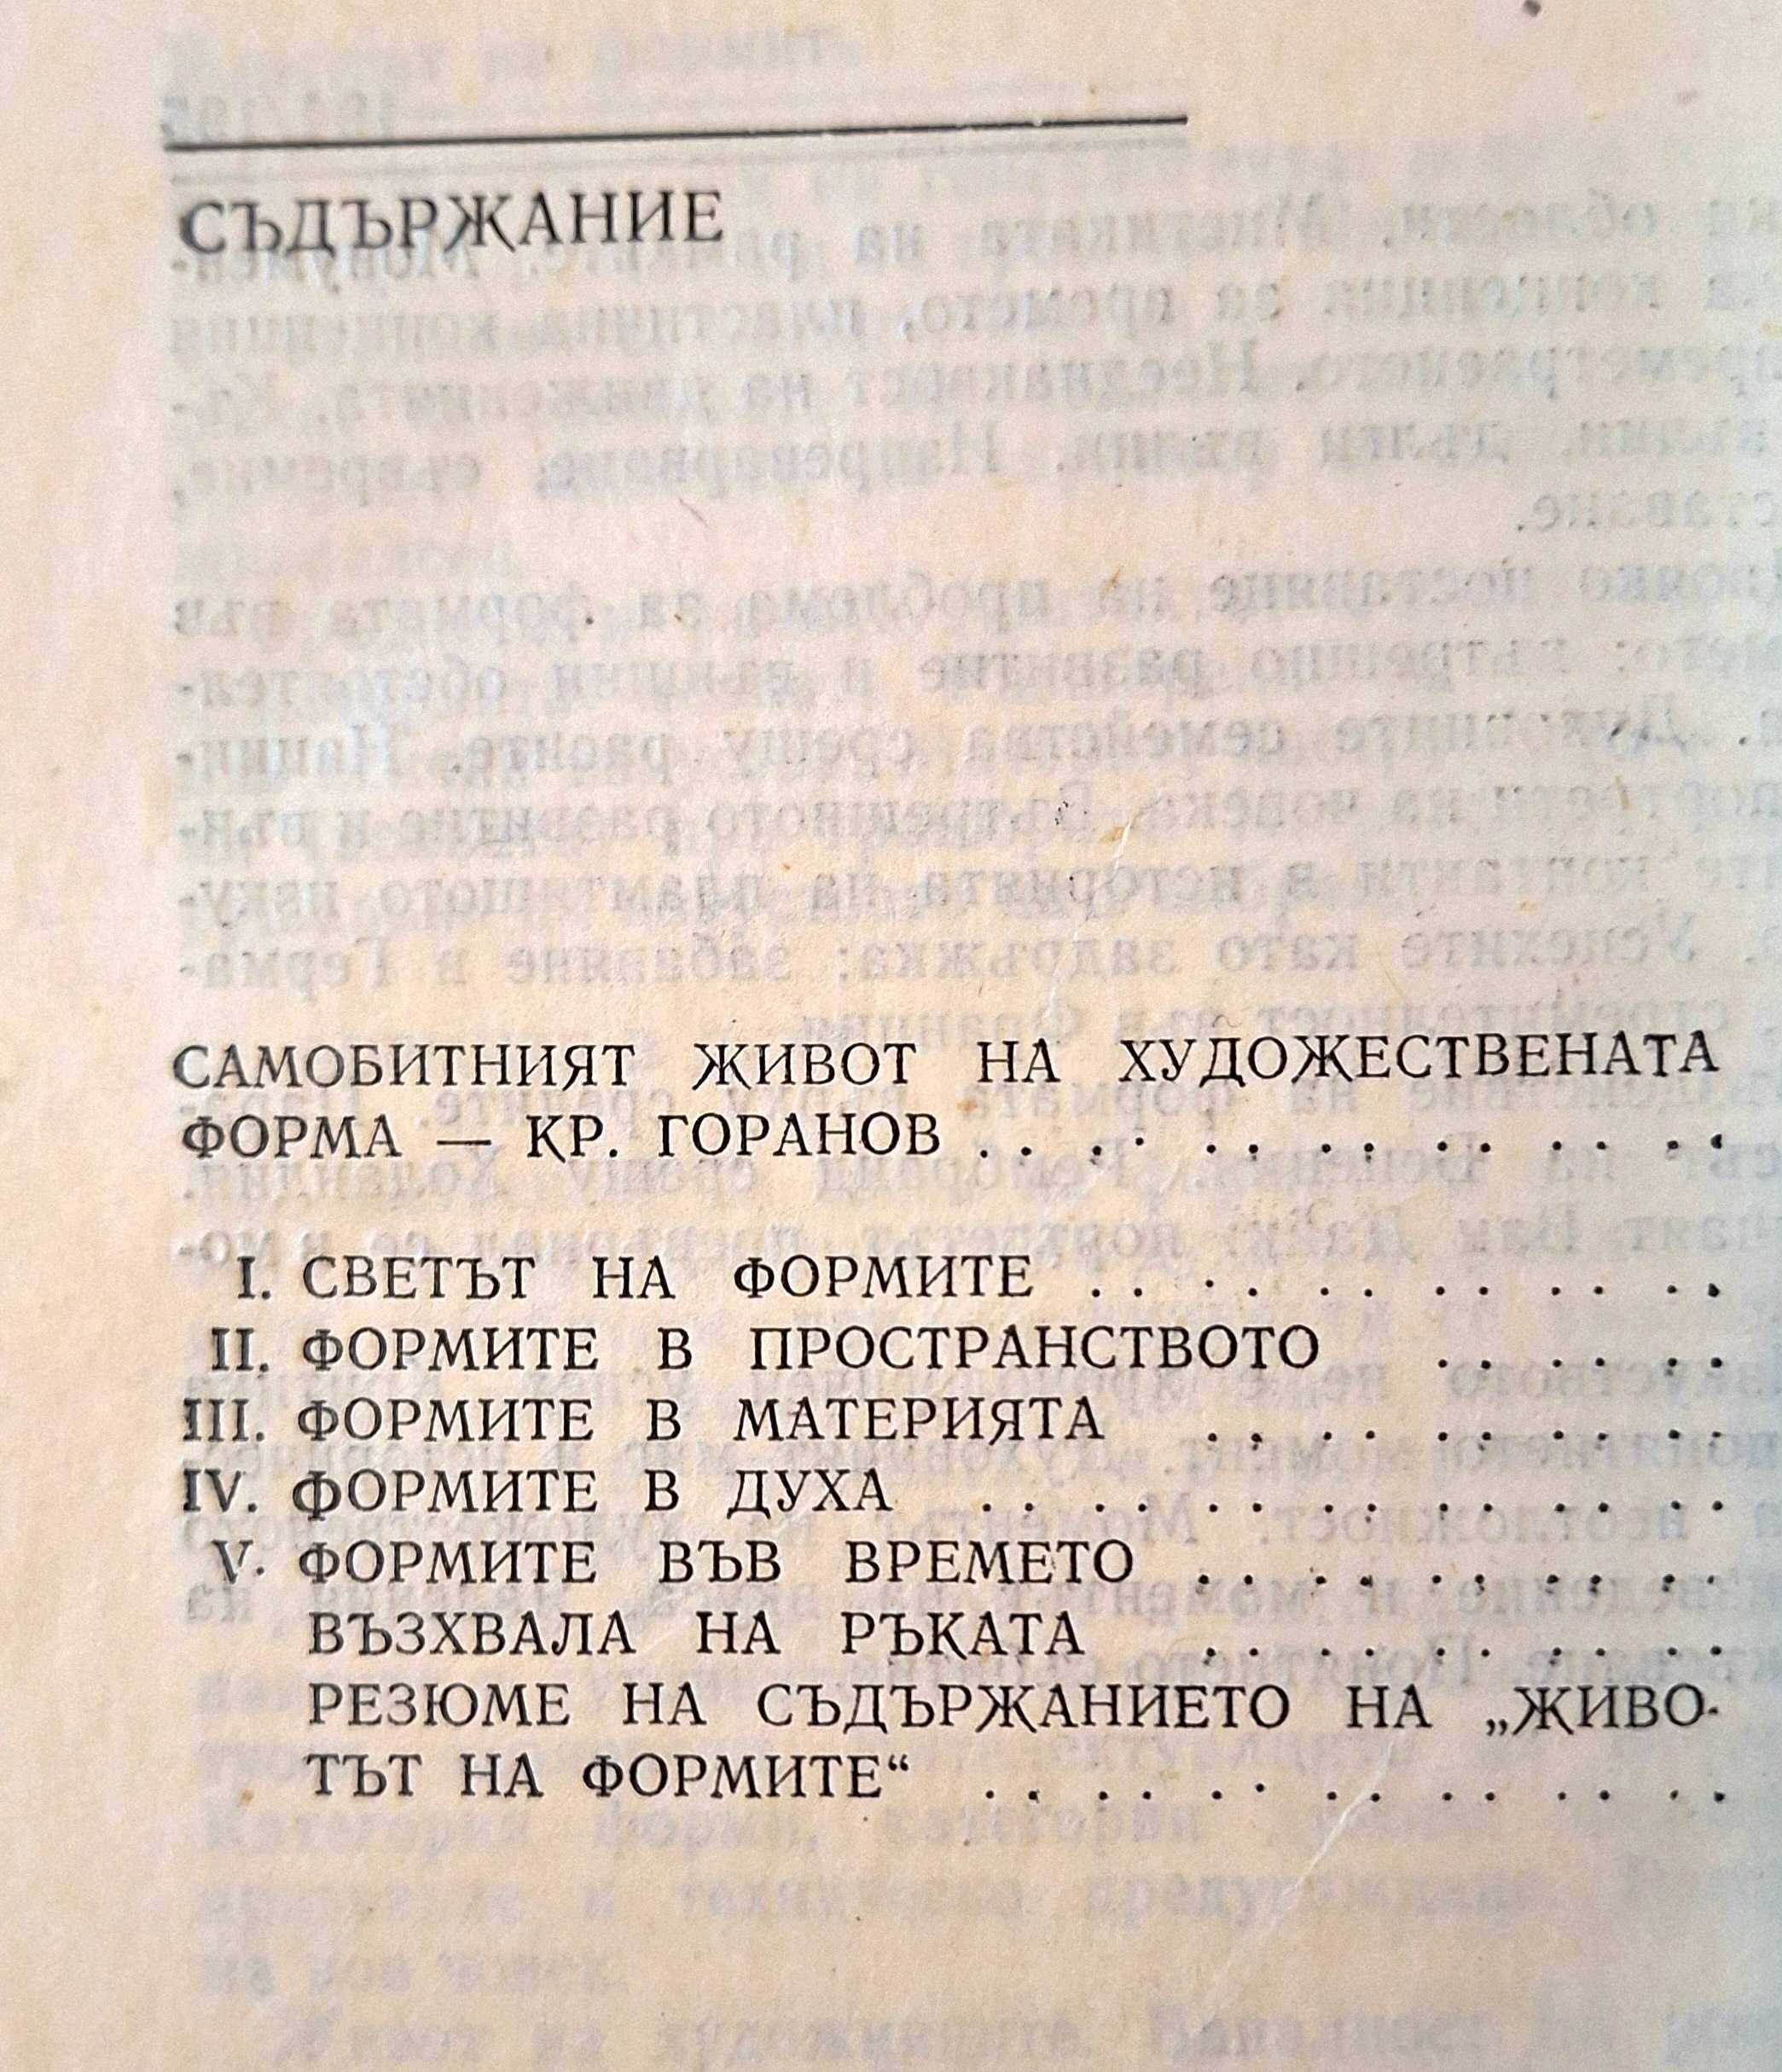 СЪДЪРЖАНИЕ
САМОБИТНИЯТ ЖИВОТ НА ХУДОЖЕСТВЕНАТА
ФОРМА — КР. ГОРАНОВ . . . . . . . . . . . . . .
I. СВЕТЪТ НА ФОРМИТЕ . . . . . . . . . . . .
II. ФОРМИТЕ В ПРОСТРАНСТВОТО . . . . . .
III. ФОРМИТЕ В МАТЕРИЯТА . . . . . . . . . .
IV. ФОРМИТЕ В ДУХА . . . . . . . . . . . . . .
V. ФОРМИТЕ ВЪВ ВРЕМЕТО . . . . . . . . . .
ВЪЗХВАЛА НА РЪКАТА . . . . . . . . . .
РЕЗЮМЕ НА СЪДЪРЖАНИЕТО НА „ЖИВО-
ТЪТ НА ФОРМИТЕ“ . . . . . . . . . . . . . .